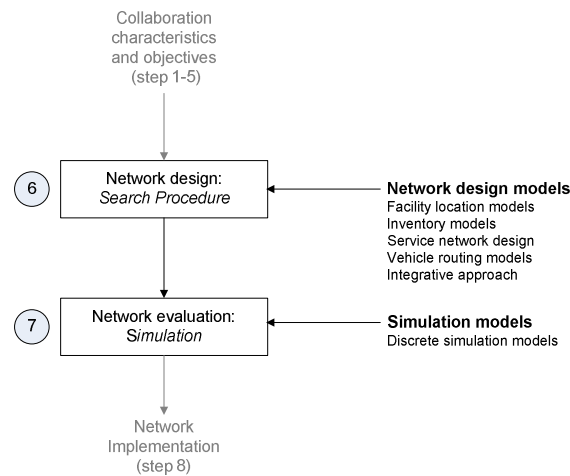 Collaboration
characteristics
and objectives
(step 1-5)
6
Network design:
Search Procedure
Network design models
Facility location models
Inventory models
Service network design
Vehicle routing models
Integrative approach
7
Network evaluation:
Simulation
Simulation models
Discrete simulation models
Network
Implementation
(step 8)